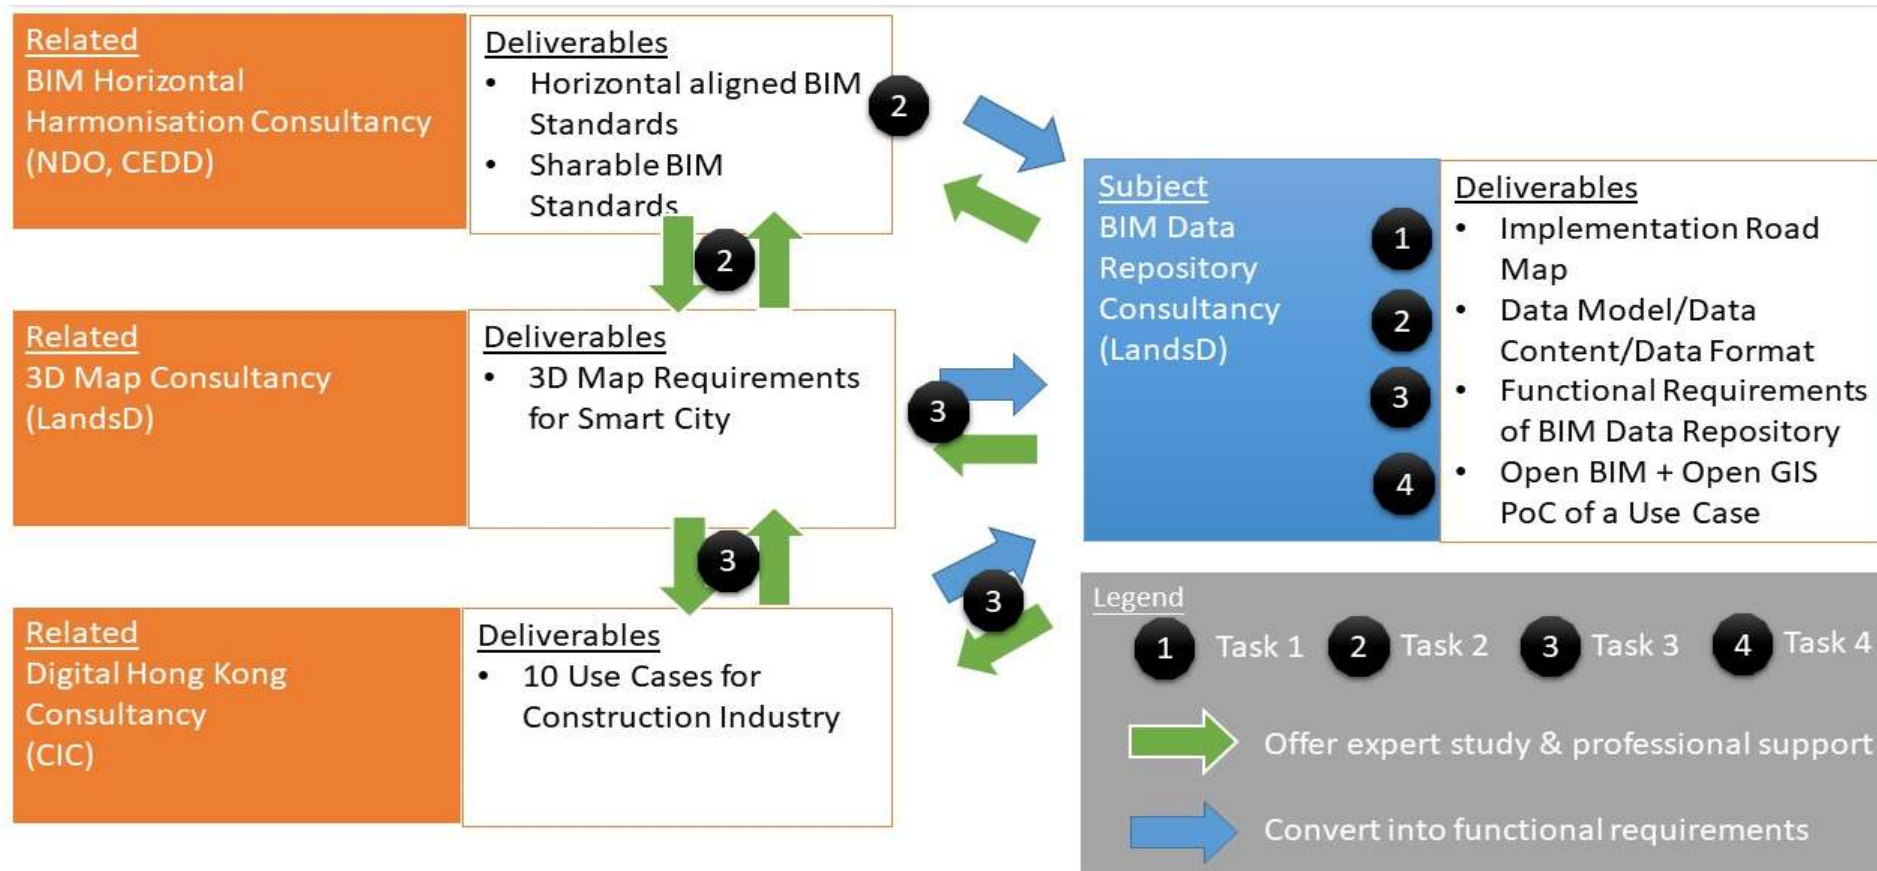 Related
BIM Horizontal
Harmonisation Consultancy
(NDO, CEDD)
Deliverables
• Horizontal aligned BIM
Standards
• Sharable BIM
Standards
2
2
Related
3D Map Consultancy
(LandsD)
Deliverables
• 3D Map Requirements
for Smart City
3
3
Related
Digital Hong Kong
Consultancy
(CIC)
Deliverables
• 10 Use Cases for
Construction Industry
3
Subject
BIM Data
Repository
Consultancy
(LandsD)
1
2
3
4
Deliverables
• Implementation Road
Map
• Data Model/Data
Content/Data Format
• Functional Requirements
of BIM Data Repository
• Open BIM + Open GIS
PoC of a Use Case
Legend
1 Task 1 2 Task 2 3 Task 3 4 Task 4
Offer expert study & professional support
Convert into functional requirements